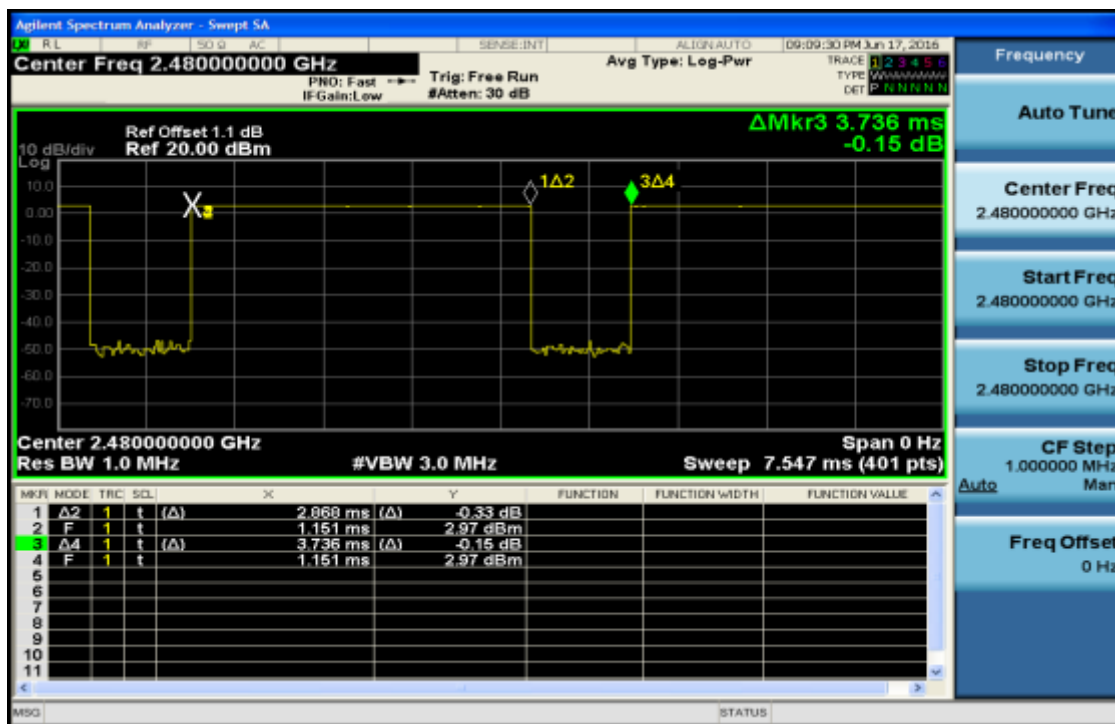 Agilent Spectrum Analyzer - Swept SA
RL RF 50 Ω AC SENSE:INT ALIGN AUTO 09:09:30 PM Jun 17, 2016
Center Freq 2.480000000 GHz
PNO: Fast
IFGain:Low
Trig: Free Run
#Atten: 30 dB
Avg Type: Log-Pwr
TRACE 1 2 3 4 5 6
TYPE
DET P N N N N N
Ref Offset 1.1 dB
10 dB/div Ref 20.00 dBm
ΔMkr3 3.736 ms
-0.15 dB
Log
10.0
0.00
-10.0
-20.0
-30.0
-40.0
-50.0
-60.0
-70.0
1Δ2
3Δ4
Center 2.480000000 GHz Span 0 Hz
Res BW 1.0 MHz #VBW 3.0 MHz Sweep 7.547 ms (401 pts)
MKR MODE TRC SCL X Y FUNCTION FUNCTION WIDTH FUNCTION VALUE
1 Δ2 1 t (Δ) 2.868 ms (Δ) -0.33 dB
2 F 1 t 1.151 ms 2.97 dBm
3 Δ4 1 t (Δ) 3.736 ms (Δ) -0.15 dB
4 F 1 t 1.151 ms 2.97 dBm
5
6
7
8
9
10
11
MSG STATUS
Frequency
Auto Tune
Center Freq
2.480000000 GHz
Start Freq
2.480000000 GHz
Stop Freq
2.480000000 GHz
CF Step
1.000000 MHz
Auto Man
Freq Offset
0 Hz